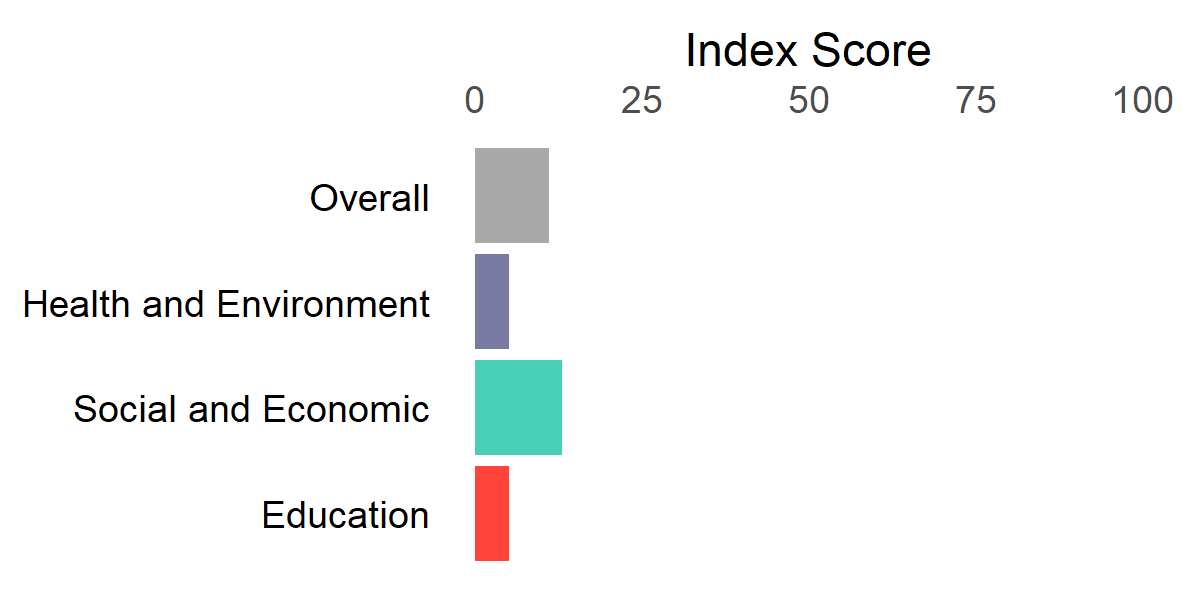 Index Score
0 25 50 75 100
Overall
Health and Environment
Social and Economic
Education